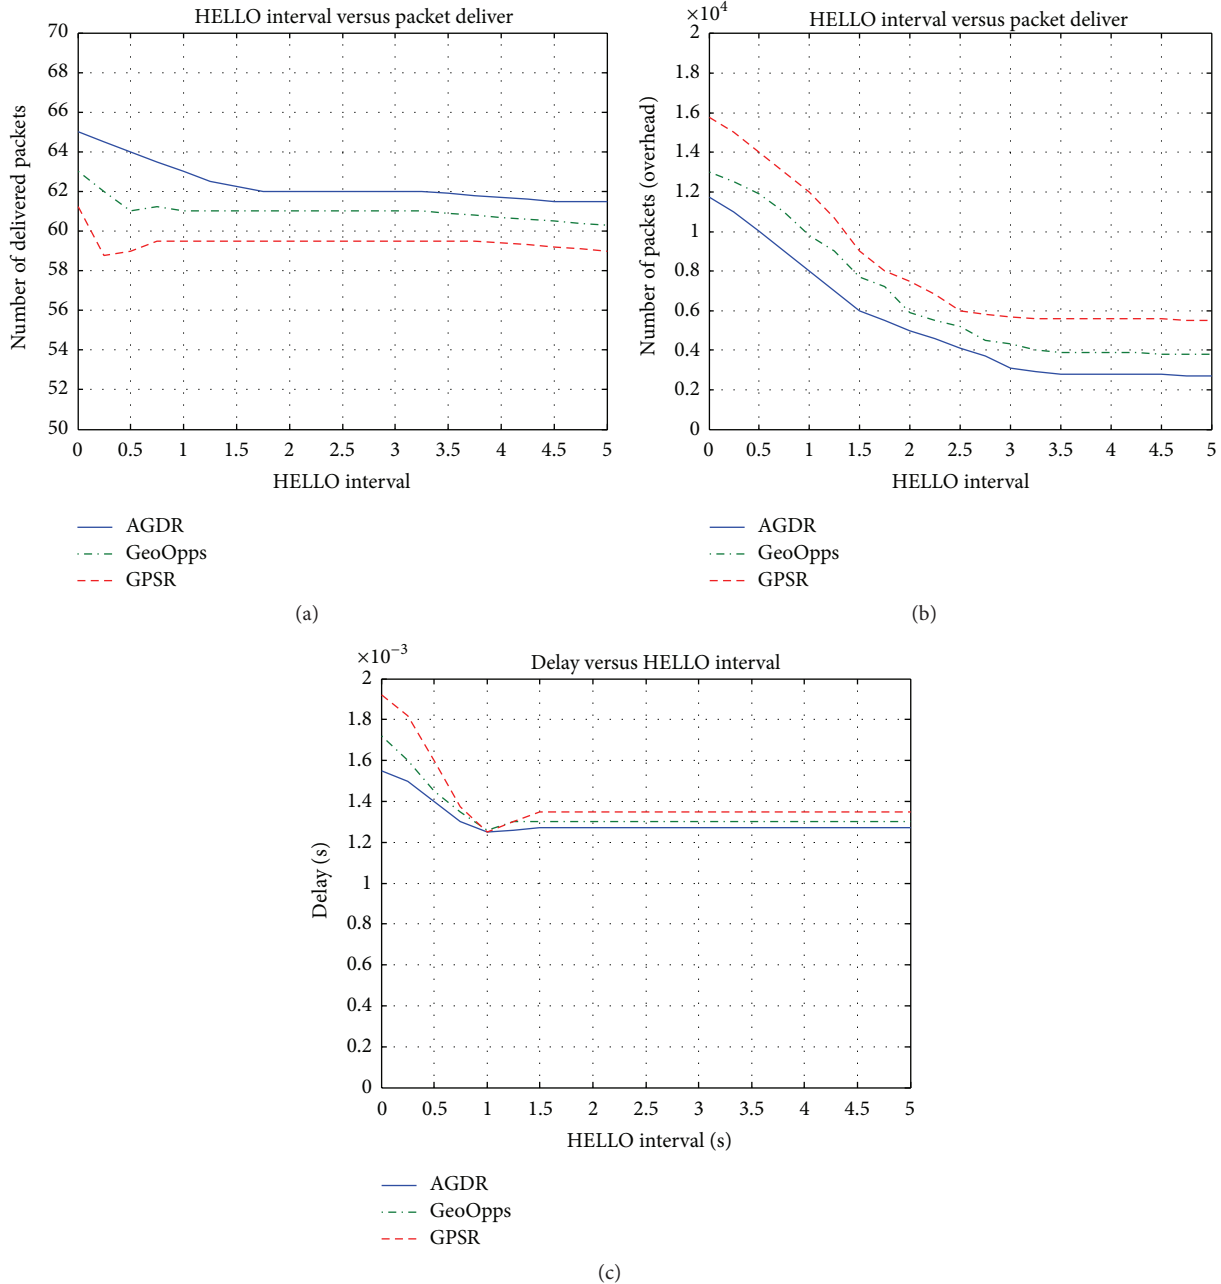 HELLO interval versus packet deliver
70
68
66
64
62
60
58
56
54
52
50
Number of delivered packets
0 0.5 1 1.5 2 2.5 3 3.5 4 4.5 5
HELLO interval
AGDR
GeoOpps
GPSR
(a)
×10⁴
HELLO interval versus packet deliver
2
1.8
1.6
1.4
1.2
1
0.8
0.6
0.4
0.2
0
Number of packets (overhead)
0 0.5 1 1.5 2 2.5 3 3.5 4 4.5 5
HELLO interval
AGDR
GeoOpps
GPSR
(b)
×10⁻³
Delay versus HELLO interval
2
1.8
1.6
1.4
1.2
1
0.8
0.6
0.4
0.2
0
Delay (s)
0 0.5 1 1.5 2 2.5 3 3.5 4 4.5 5
HELLO interval (s)
AGDR
GeoOpps
GPSR
(c)